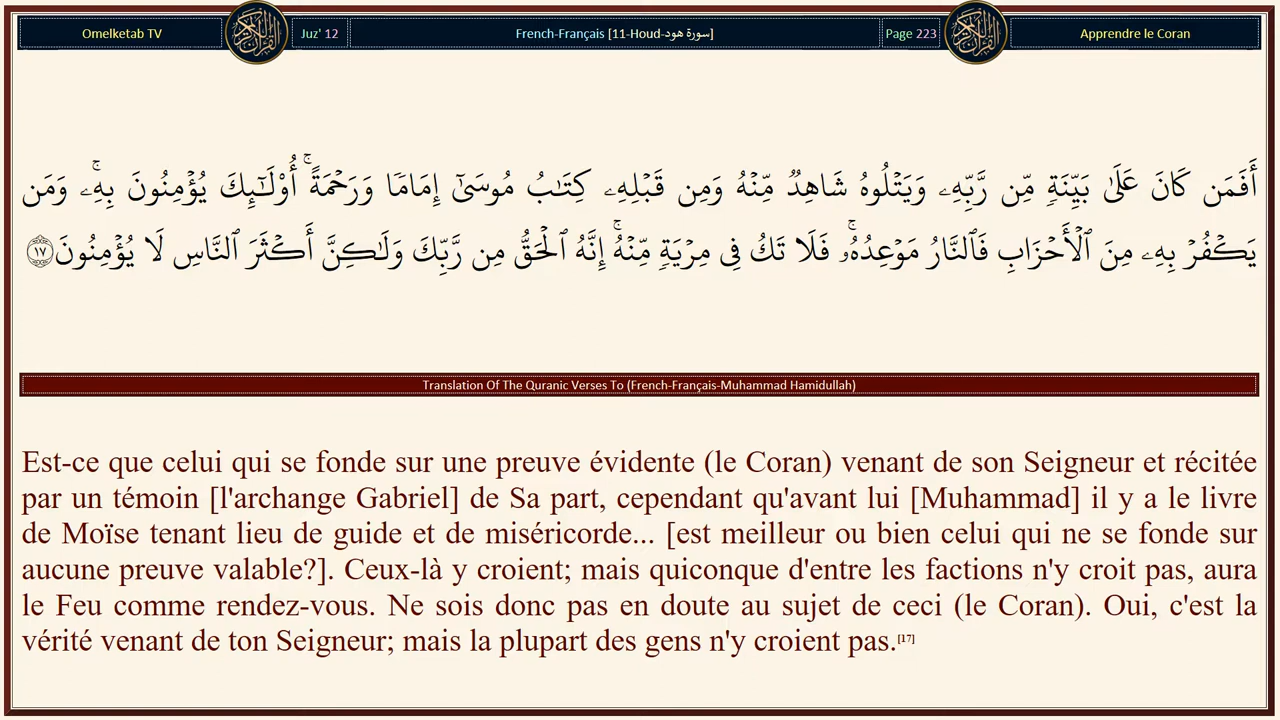 Omelketab TV
Juz' 12
French-Français [11-Houd-سورة هود]
Page 223
Apprendre le Coran
أَفَمَن كَانَ عَلَىٰ بَيِّنَةٍ مِّن رَّبِّهِۦ وَيَتْلُوهُ شَاهِدٌ مِّنْهُ وَمِن قَبْلِهِۦ كِتَـٰبُ مُوسَىٰٓ إِمَامًا وَرَحْمَةً ۚ أُو۟لَـٰٓئِكَ يُؤْمِنُونَ بِهِۦ ۚ وَمَن
يَكْفُرْ بِهِۦ مِنَ ٱلْأَحْزَابِ فَٱلنَّارُ مَوْعِدُهُۥ ۚ فَلَا تَكُ فِى مِرْيَةٍ مِّنْهُ ۚ إِنَّهُ ٱلْحَقُّ مِن رَّبِّكَ وَلَـٰكِنَّ أَكْثَرَ ٱلنَّاسِ لَا يُؤْمِنُونَ ١٧
Translation Of The Quranic Verses To (French-Français-Muhammad Hamidullah)
Est-ce que celui qui se fonde sur une preuve évidente (le Coran) venant de son Seigneur et récitée
par un témoin [l'archange Gabriel] de Sa part, cependant qu'avant lui [Muhammad] il y a le livre
de Moïse tenant lieu de guide et de miséricorde... [est meilleur ou bien celui qui ne se fonde sur
aucune preuve valable?]. Ceux-là y croient; mais quiconque d'entre les factions n'y croit pas, aura
le Feu comme rendez-vous. Ne sois donc pas en doute au sujet de ceci (le Coran). Oui, c'est la
vérité venant de ton Seigneur; mais la plupart des gens n'y croient pas.[17]